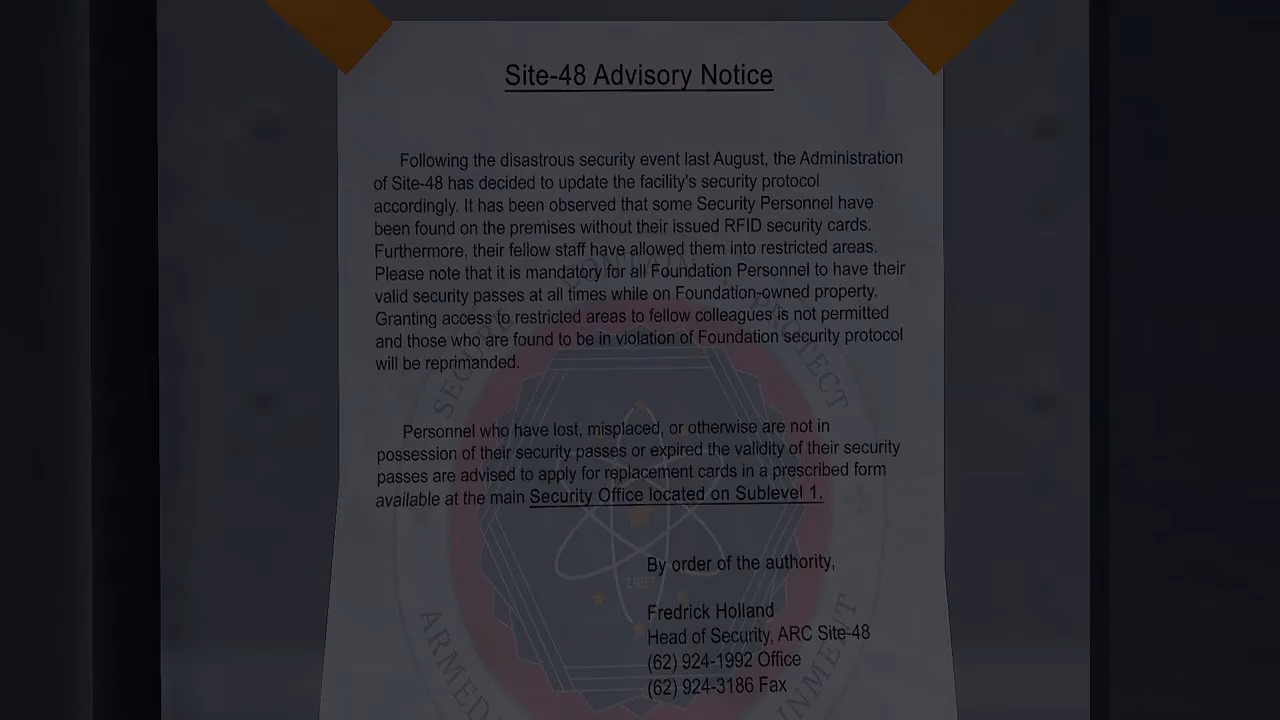 Site-48 Advisory Notice
Following the disastrous security event last August, the Administration
of Site-48 has decided to update the facility's security protocol
accordingly. It has been observed that some Security Personnel have
been found on the premises without their issued RFID security cards.
Furthermore, their fellow staff have allowed them into restricted areas.
Please note that it is mandatory for all Foundation Personnel to have their
valid security passes at all times while on Foundation-owned property.
Granting access to restricted areas to fellow colleagues is not permitted
and those who are found to be in violation of Foundation security protocol
will be reprimanded.
Personnel who have lost, misplaced, or otherwise are not in
possession of their security passes or expired the validity of their security
passes are advised to apply for replacement cards in a prescribed form
available at the main Security Office located on Sublevel 1.
By order of the authority,
Fredrick Holland
Head of Security, ARC Site-48
(62) 924-1992 Office
(62) 924-3186 Fax
SECURE CONTAIN PROTECT
1957
ARMED